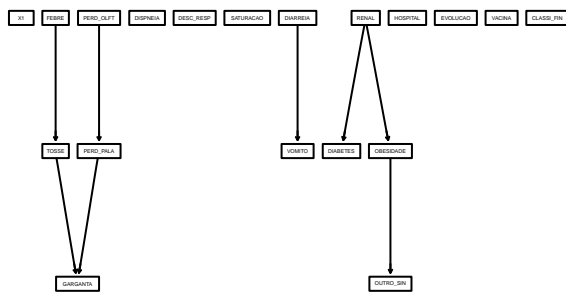 X1
FEBRE
PERD_OLFT
DISPNEIA
DESC_RESP
SATURACAO
DIARREIA
RENAL
HOSPITAL
EVOLUCAO
VACINA
CLASSI_FIN
TOSSE
PERD_PALA
VOMITO
DIABETES
OBESIDADE
GARGANTA
OUTRO_SIN